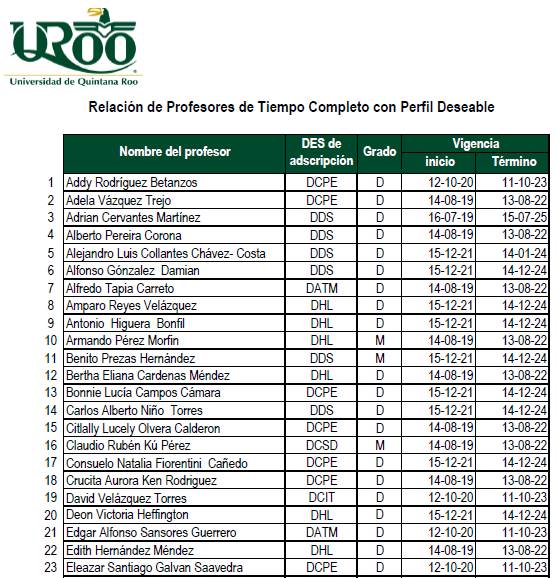 UQROO
Universidad de Quintana Roo
Relación de Profesores de Tiempo Completo con Perfil Deseable
Nombre del profesor DES de adscripción Grado Vigencia
inicio Término
1 Addy Rodríguez Betanzos DCPE D 12-10-20 11-10-23
2 Adela Vázquez Trejo DCPE D 14-08-19 13-08-22
3 Adrian Cervantes Martínez DDS D 16-07-19 15-07-25
4 Alberto Pereira Corona DDS D 14-08-19 13-08-22
5 Alejandro Luis Collantes Chávez- Costa DDS D 15-12-21 14-01-24
6 Alfonso Gónzalez Damian DDS D 15-12-21 14-12-24
7 Alfredo Tapia Carreto DATM D 14-08-19 13-08-22
8 Amparo Reyes Velázquez DHL D 15-12-21 14-12-24
9 Antonio Higuera Bonfil DHL D 15-12-21 14-12-24
10 Armando Pérez Morfin DHL M 14-08-19 13-08-22
11 Benito Prezas Hernández DDS M 15-12-21 14-12-24
12 Bertha Eliana Cardenas Méndez DHL D 14-08-19 13-08-22
13 Bonnie Lucía Campos Cámara DCPE D 15-12-21 14-12-24
14 Carlos Alberto Niño Torres DDS D 15-12-21 14-12-24
15 Citlally Lucely Olvera Calderon DCPE D 14-08-19 13-08-22
16 Claudio Rubén Kú Pérez DCSD M 14-08-19 13-08-22
17 Consuelo Natalia Fiorentini Cañedo DCPE D 15-12-21 14-12-24
18 Crucita Aurora Ken Rodríguez DCPE D 14-08-19 13-08-22
19 David Velázquez Torres DCIT D 12-10-20 11-10-23
20 Deon Victoria Heffington DHL D 15-12-21 14-12-24
21 Edgar Alfonso Sansores Guerrero DATM D 12-10-20 11-10-23
22 Edith Hernández Méndez DHL D 14-08-19 13-08-22
23 Eleazar Santiago Galvan Saavedra DCPE D 12-10-20 11-10-23